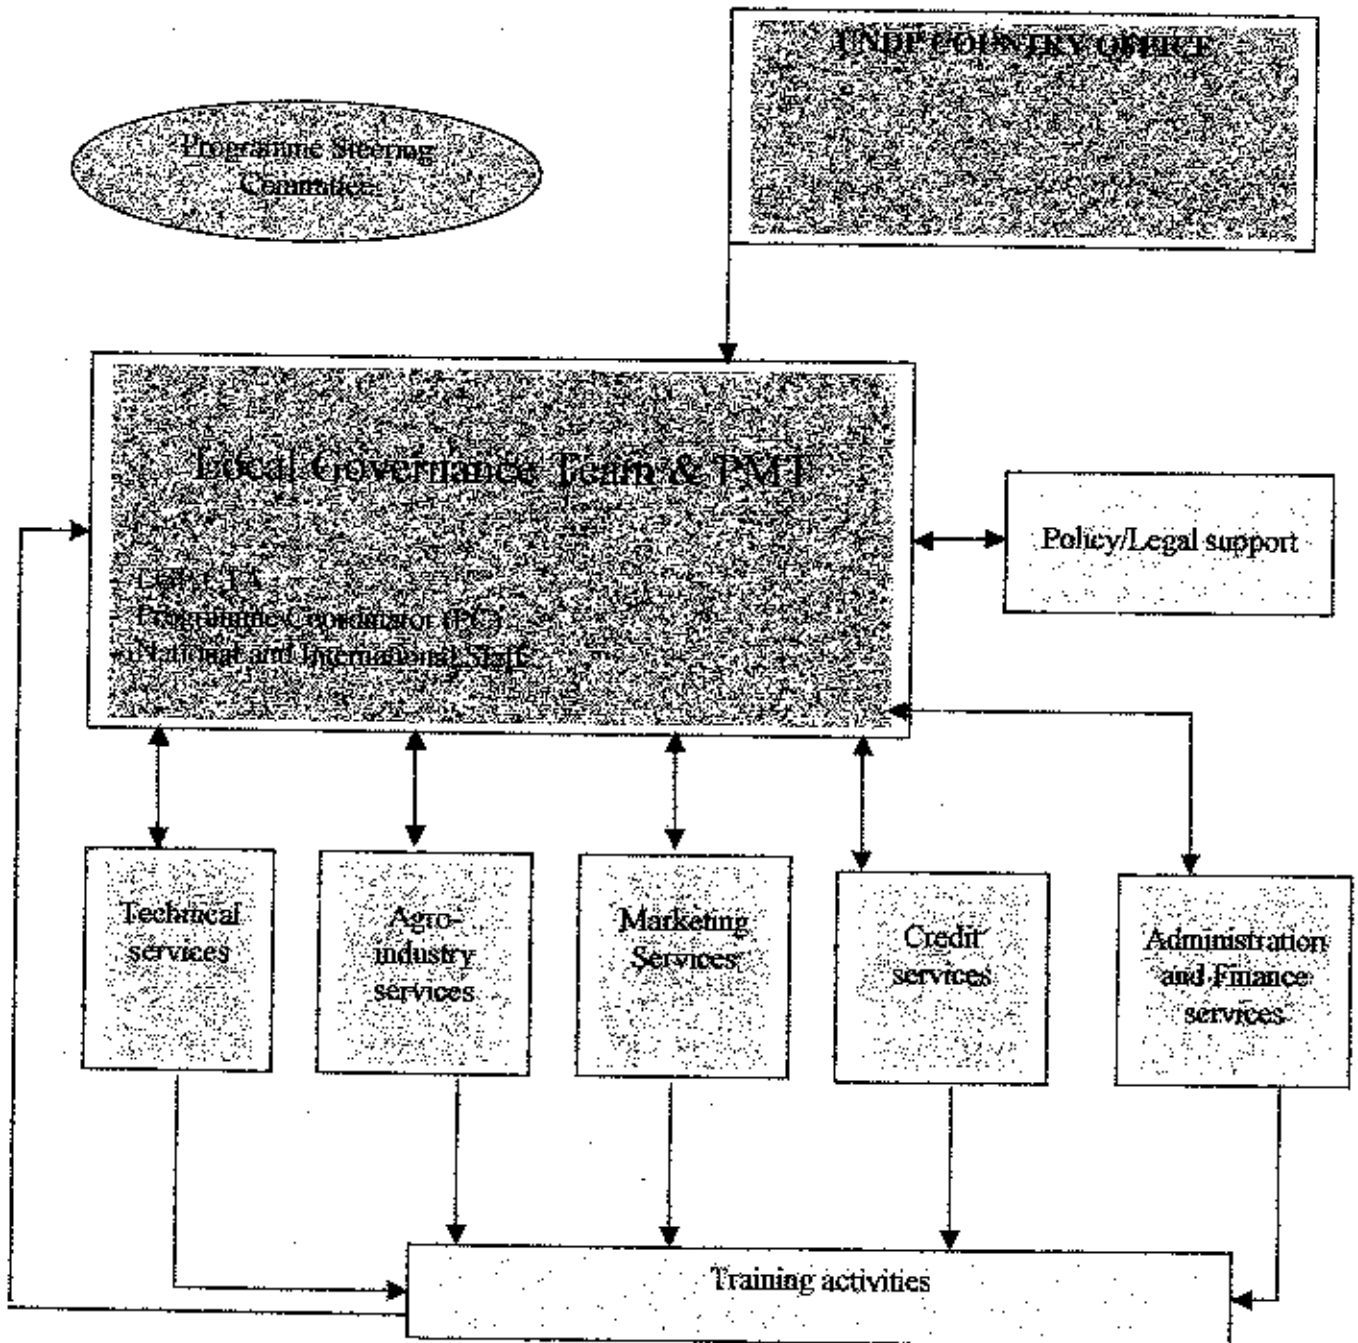 UNDP COUNTRY OFFICE
Programme Steering
Committee
Local Governance Team & PMT
CTA
Programme Coordinator (PC)
National and International Staff
Policy/Legal support
Technical
services
Agro-
industry
services
Marketing
Services
Credit
services
Administration
and Finance
services
Training activities